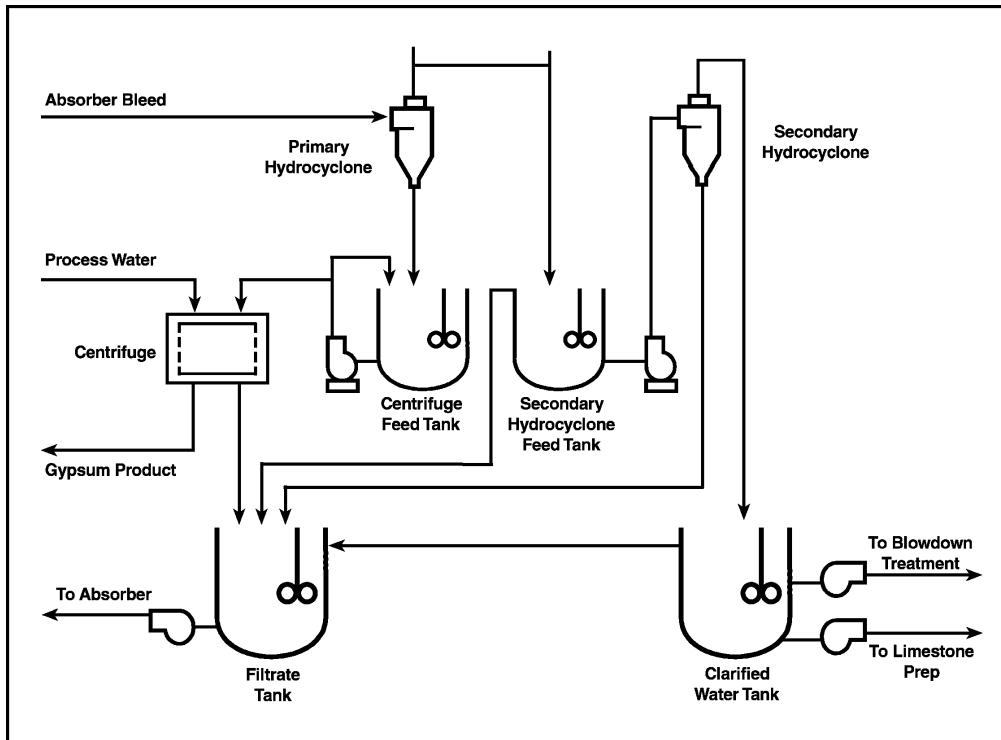 Absorber Bleed
Primary
Hydrocyclone
Secondary
Hydrocyclone
Process Water
Centrifuge
Centrifuge
Feed Tank
Secondary
Hydrocyclone
Feed Tank
Gypsum Product
To Blowdown
Treatment
To Absorber
To Limestone
Prep
Filtrate
Tank
Clarified
Water Tank